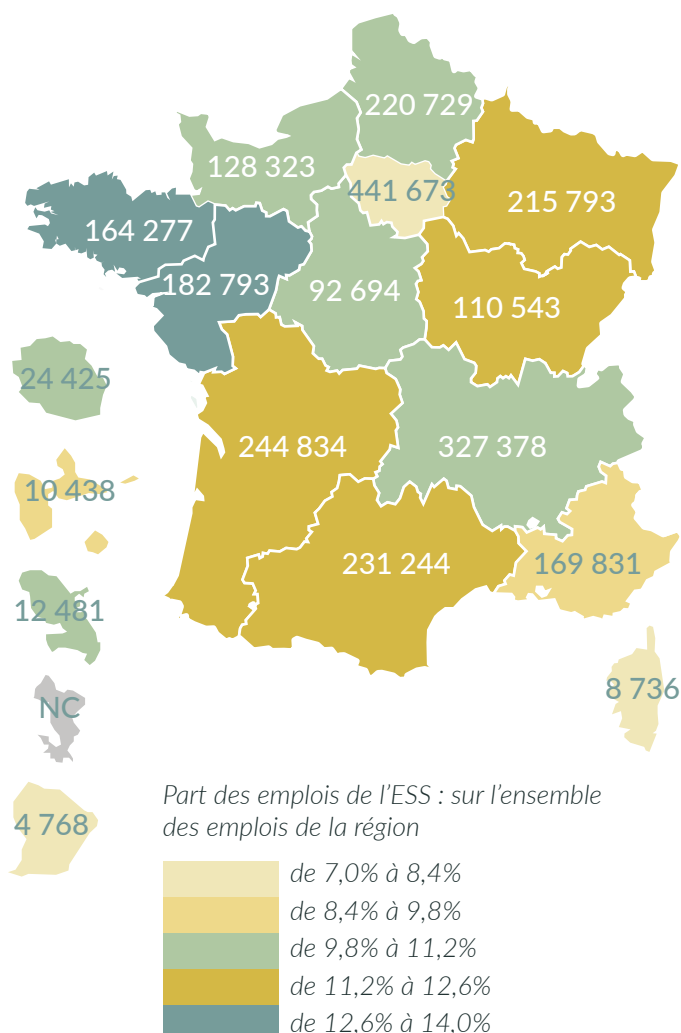 220 729
128 323
441 673
215 793
164 277
182 793
92 694
110 543
24 425
244 834
327 378
10 438
231 244
169 831
12 481
8 736
NC
4 768
Part des emplois de l’ESS : sur l’ensemble
des emplois de la région
de 7,0% à 8,4%
de 8,4% à 9,8%
de 9,8% à 11,2%
de 11,2% à 12,6%
de 12,6% à 14,0%